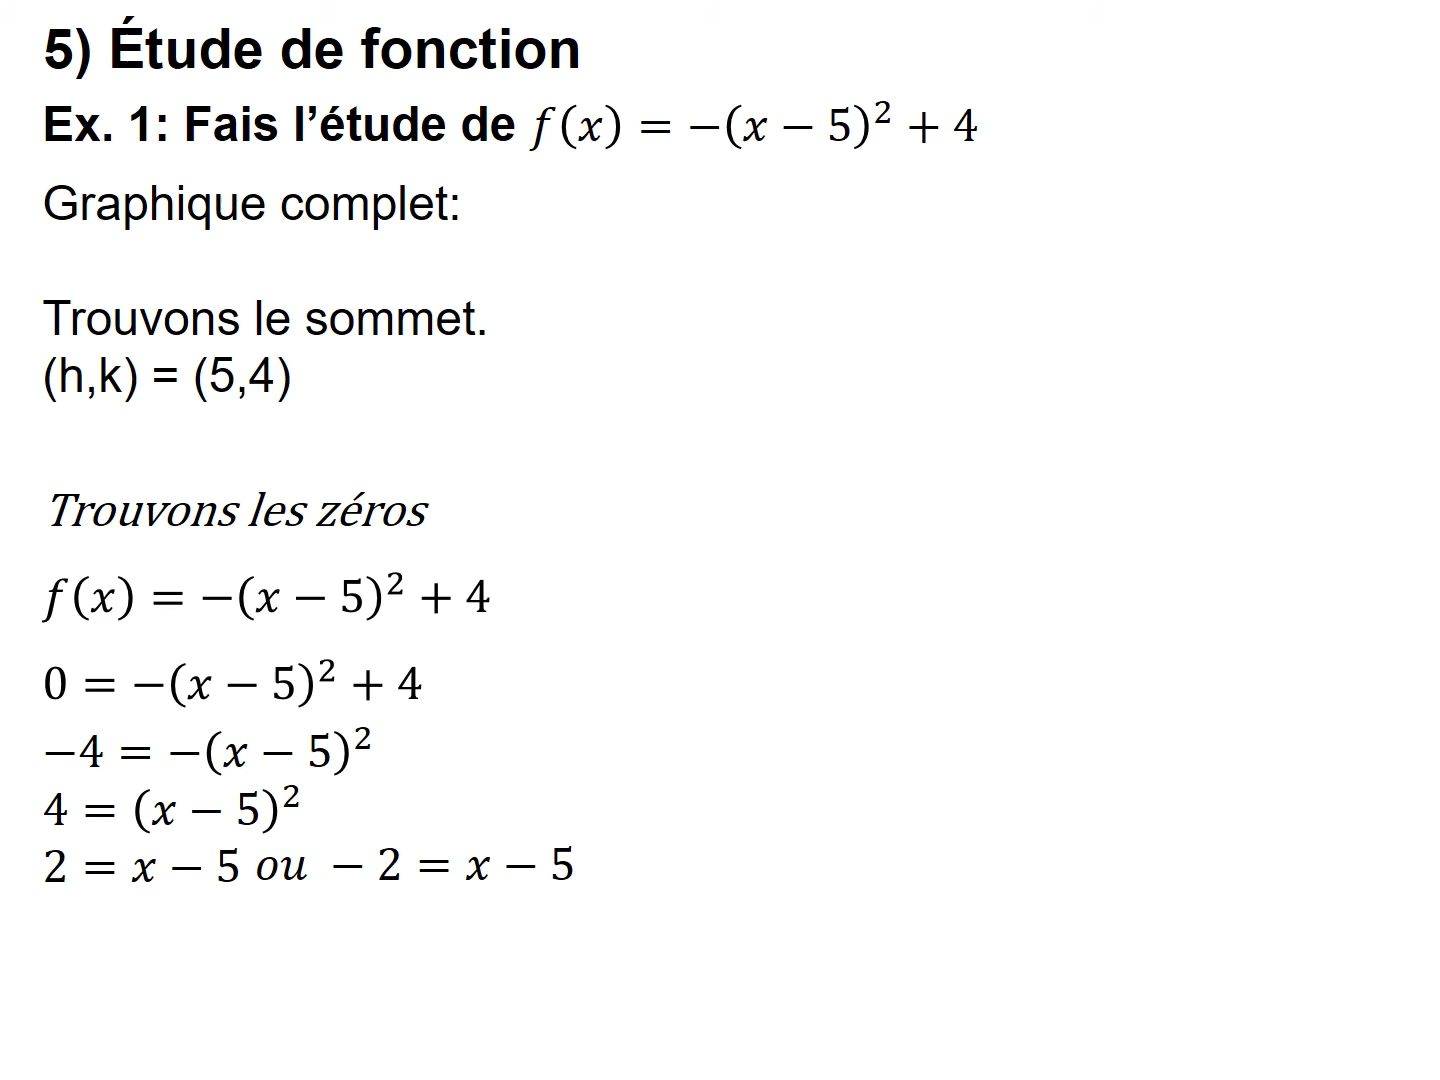 5) Étude de fonction
Ex. 1: Fais l’étude de f(x) = −(x − 5)² + 4
Graphique complet:
Trouvons le sommet.
(h,k) = (5,4)
Trouvons les zéros
f(x) = −(x − 5)² + 4
0 = −(x − 5)² + 4
−4 = −(x − 5)²
4 = (x − 5)²
2 = x − 5 ou − 2 = x − 5